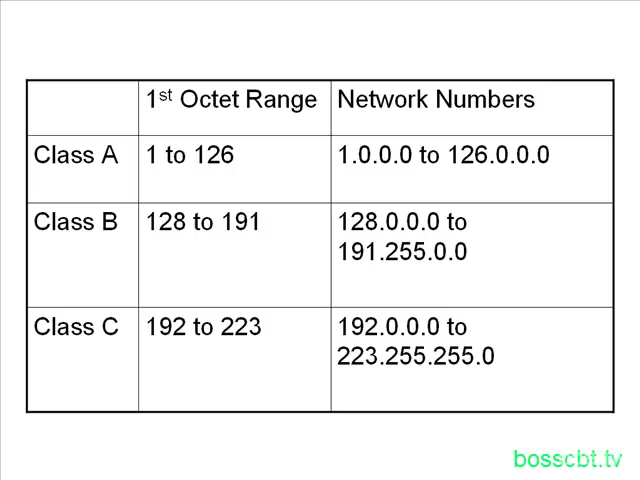 1st Octet Range Network Numbers
Class A 1 to 126 1.0.0.0 to 126.0.0.0
Class B 128 to 191 128.0.0.0 to
191.255.0.0
Class C 192 to 223 192.0.0.0 to
223.255.255.0
bosscbt.tv